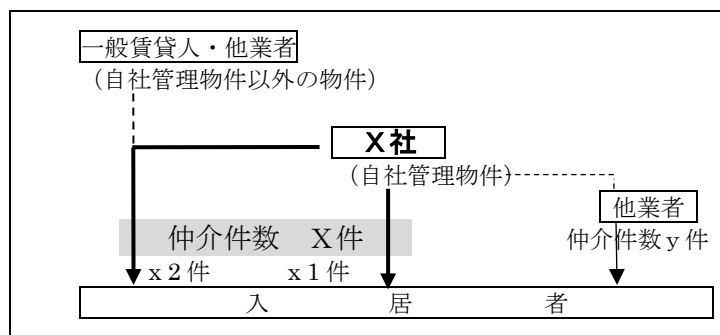 一般賃貸人・他業者
（自社管理物件以外の物件）
X社
（自社管理物件）
他業者
仲介件数　X件
仲介件数ｙ件
ｘ２件
ｘ１件
入　居　者